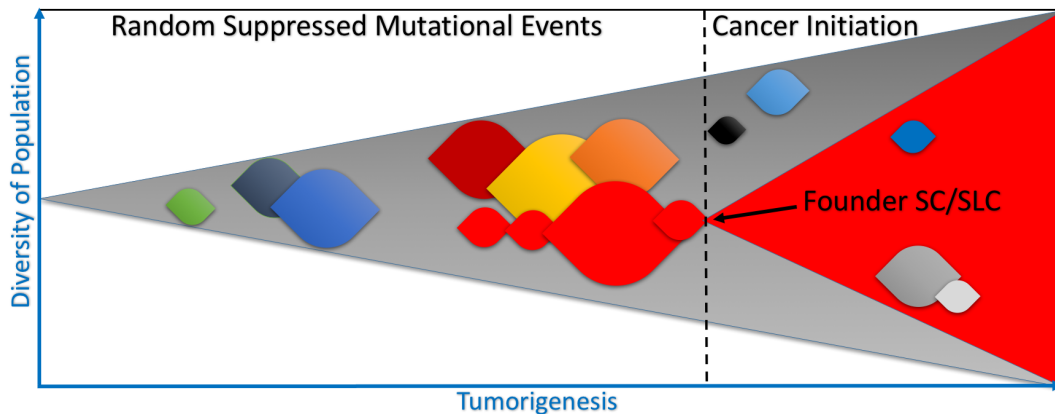 Random Suppressed Mutational Events
Cancer Initiation
Diversity of Population
Founder SC/SLC
Tumorigenesis